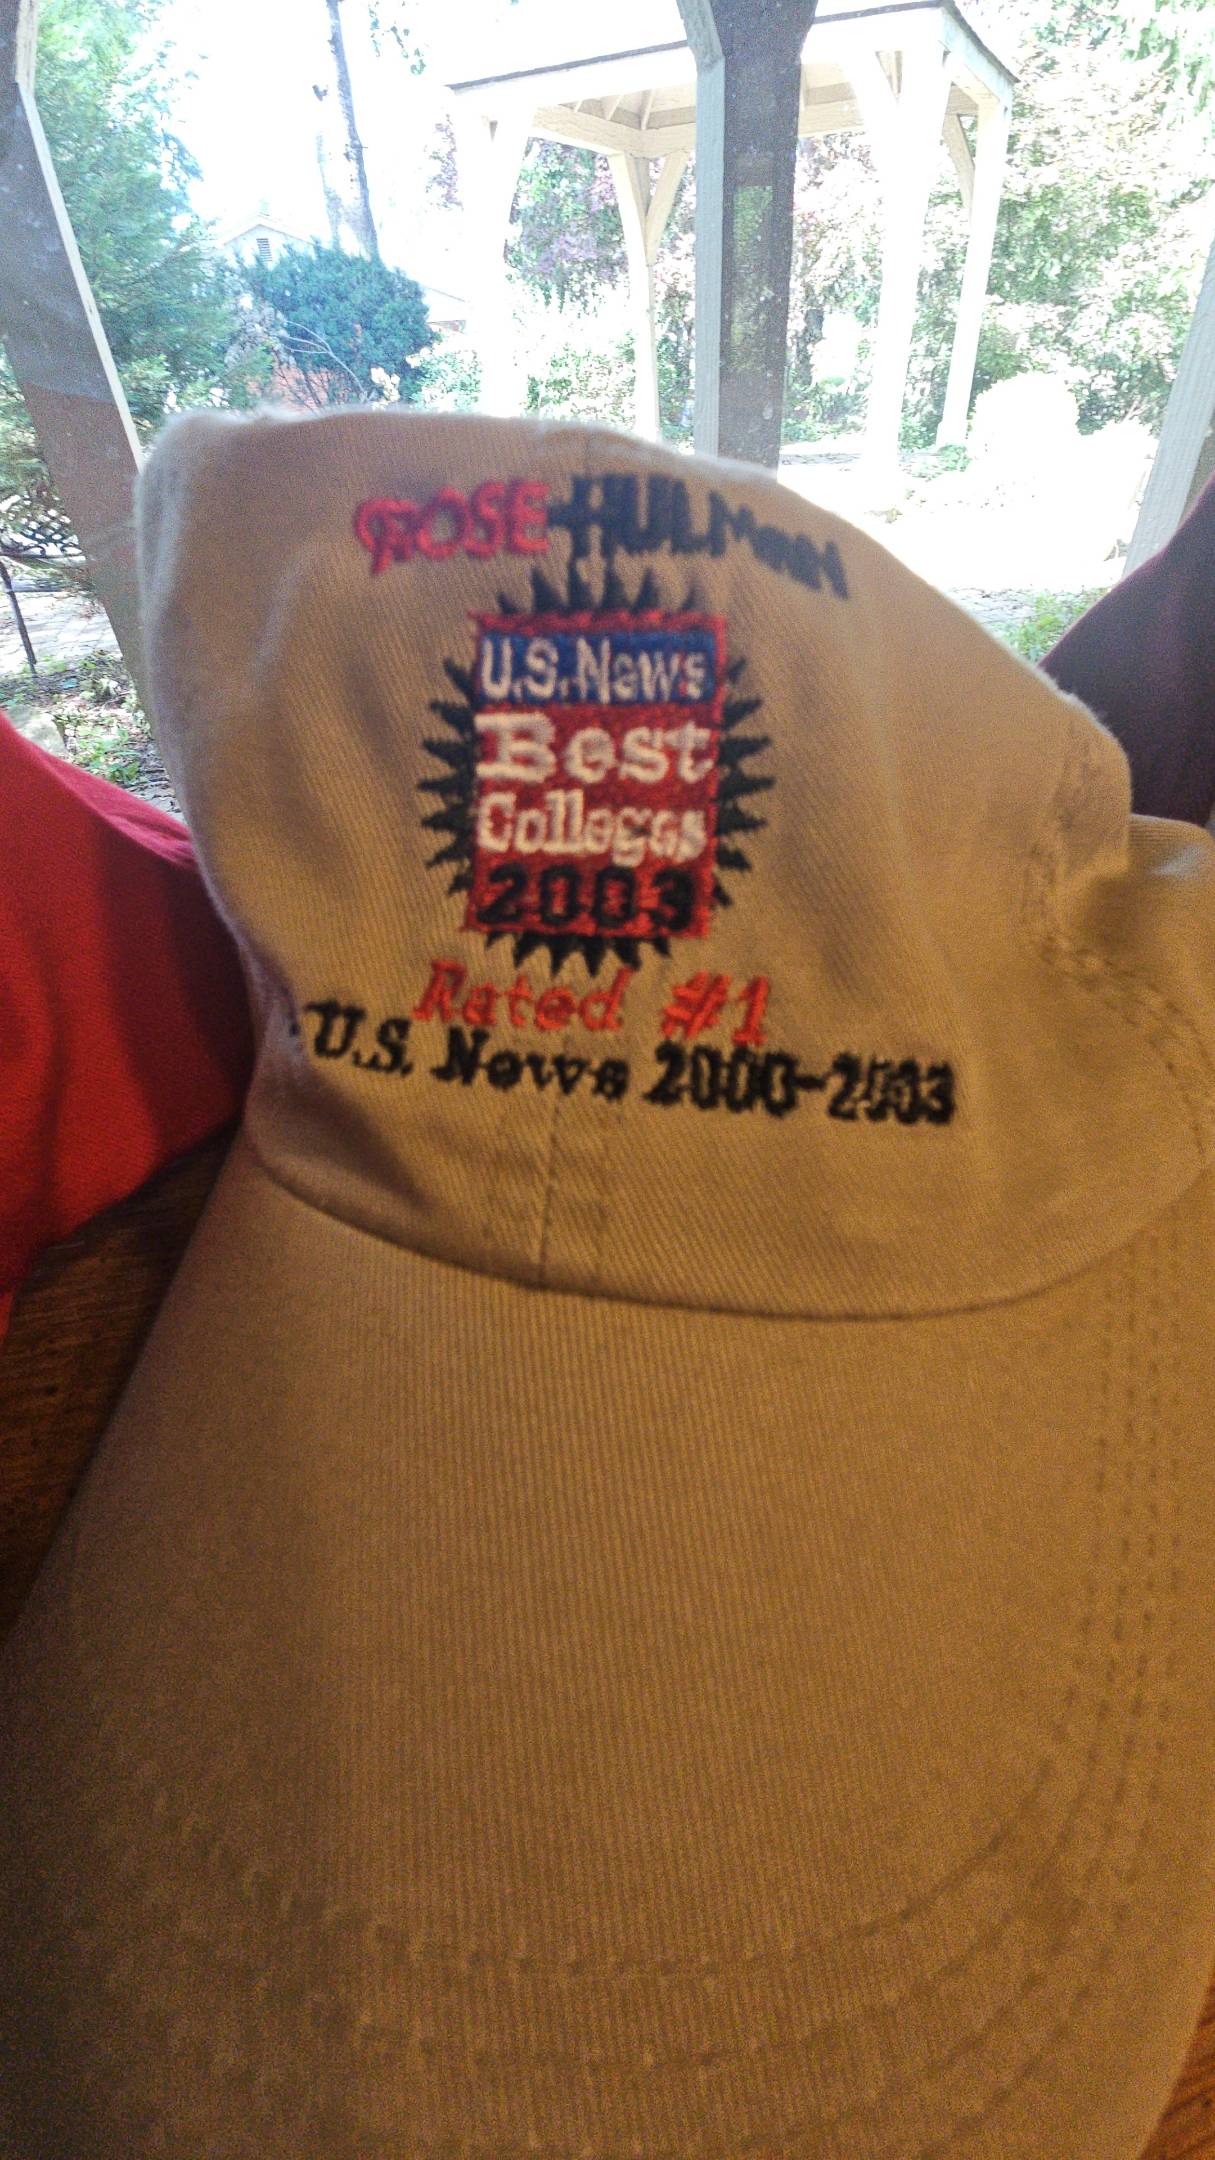 ROSE-HULMAN
U.S. News
Best
Colleges
2003
Rated #1
U.S. News 2000-2003